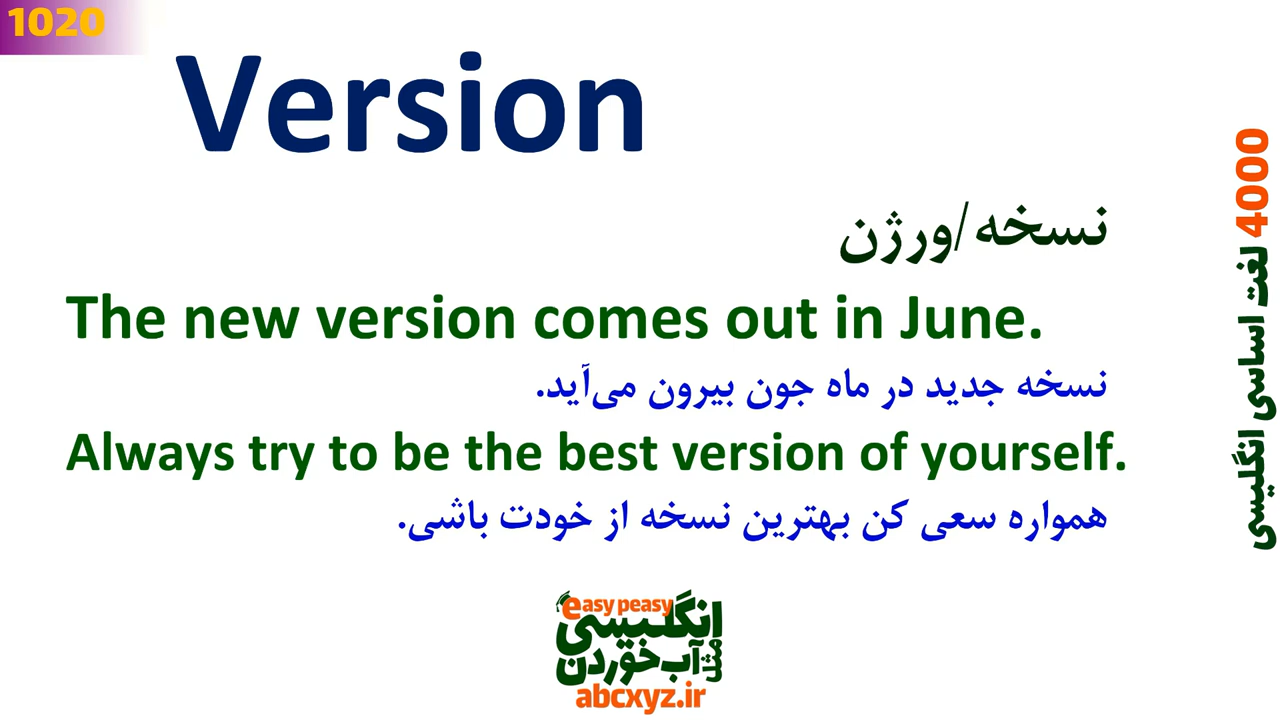 1020
Version
نسخه/ورژن
The new version comes out in June.
نسخه جدید در ماه جون بیرون می‌آید.
Always try to be the best version of yourself.
همواره سعی کن بهترین نسخه از خودت باشی.
4000 لغت اساسی انگلیسی
easy peasy
انگلیسی
مثل آب خوردن
abcxyz.ir